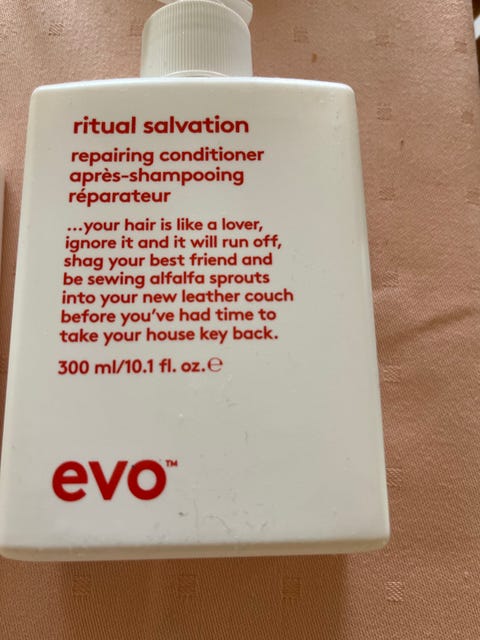 ritual salvation
repairing conditioner
après-shampooing
réparateur
...your hair is like a lover,
ignore it and it will run off,
shag your best friend and
be sewing alfalfa sprouts
into your new leather couch
before you've had time to
take your house key back.
300 ml/10.1 fl. oz.℮
evo™